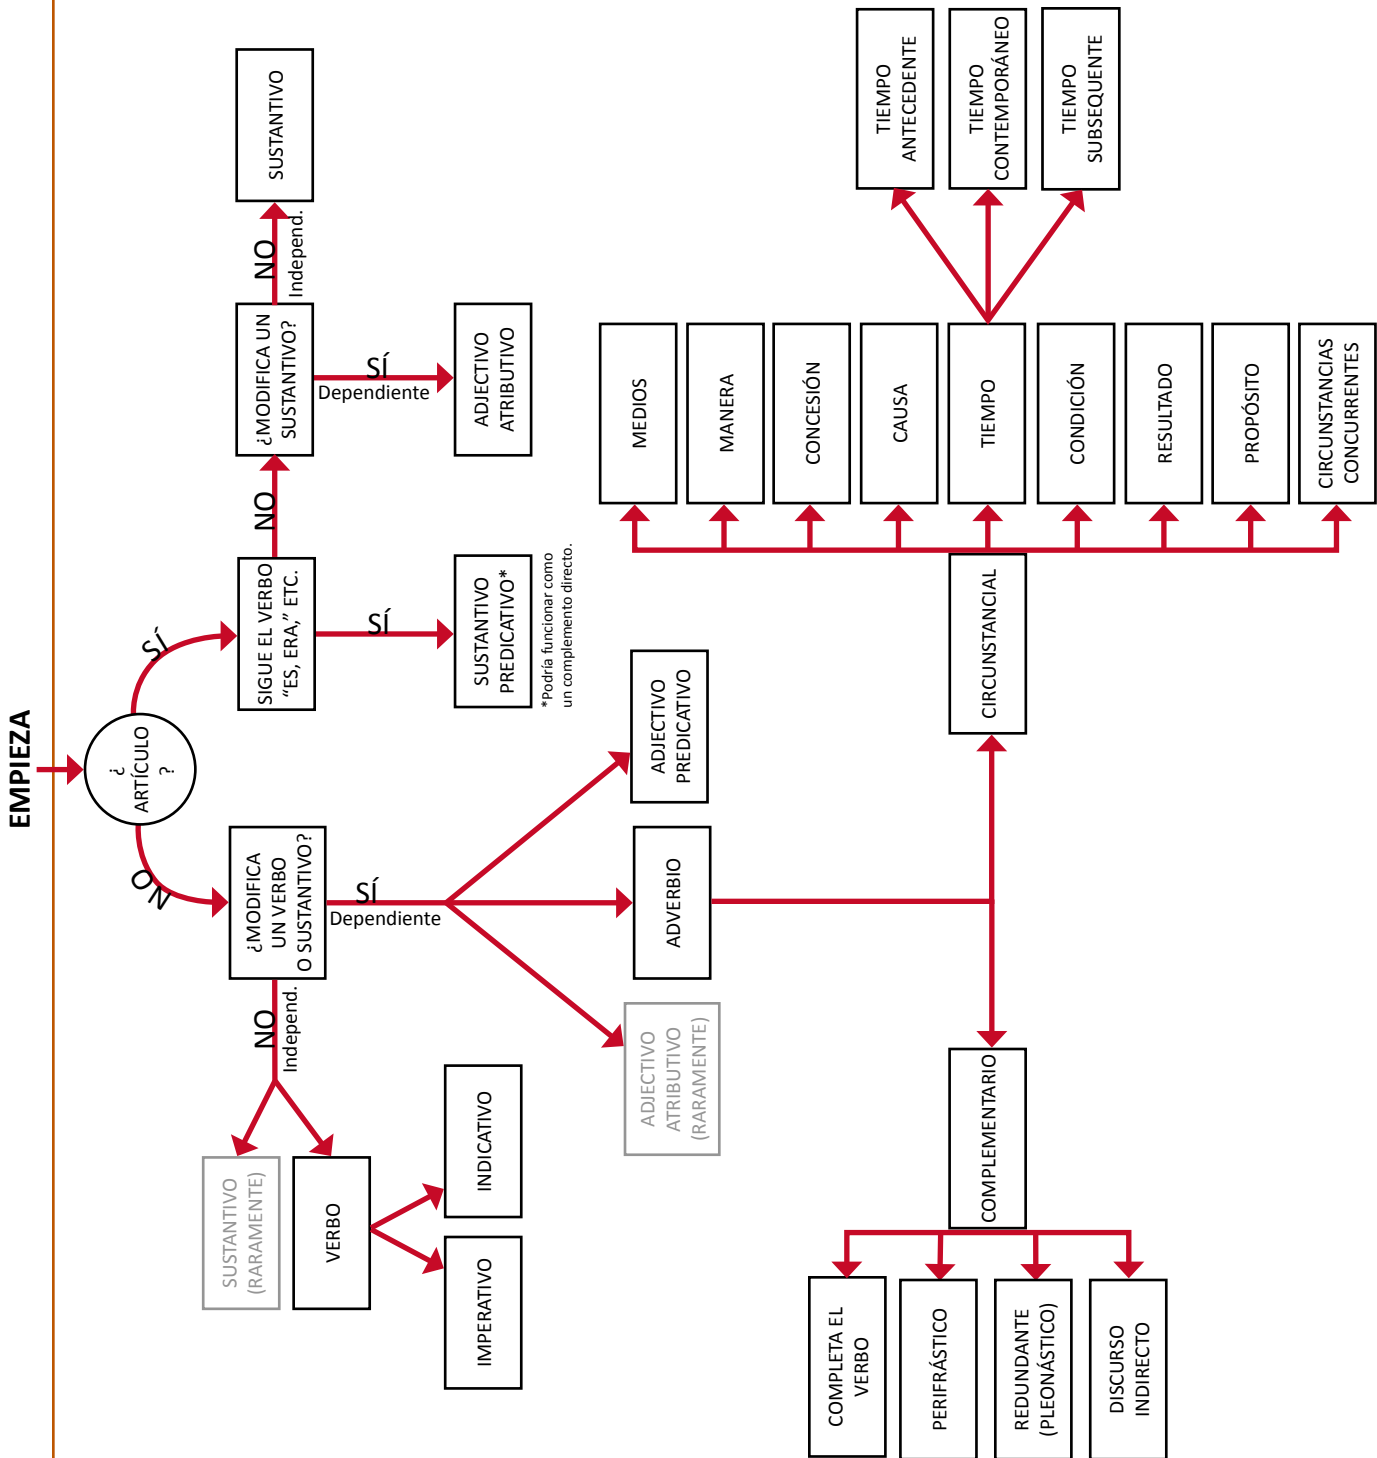 EMPIEZA
¿
ARTÍCULO
?
NO
SÍ
¿MODIFICA
UN VERBO
O SUSTANTIVO?
SIGUE EL VERBO
“ES, ERA,” ETC.
NO
¿MODIFICA UN
SUSTANTIVO?
NO
Independ.
SUSTANTIVO
SÍ
SUSTANTIVO
PREDICATIVO*
*Podría funcionar como
un complemento directo.
SÍ
Dependiente
ADJECTIVO
ATRIBUTIVO
NO
Independ.
SUSTANTIVO
(RARAMENTE)
VERBO
IMPERATIVO
INDICATIVO
SÍ
Dependiente
ADJECTIVO
ATRIBUTIVO
(RARAMENTE)
ADVERBIO
ADJECTIVO
PREDICATIVO
COMPLEMENTARIO
CIRCUNSTANCIAL
COMPLETA EL
VERBO
PERIFRÁSTICO
REDUNDANTE
(PLEONÁSTICO)
DISCURSO
INDIRECTO
MEDIOS
MANERA
CONCESIÓN
CAUSA
TIEMPO
CONDICIÓN
RESULTADO
PROPÓSITO
CIRCUNSTANCIAS
CONCURRENTES
TIEMPO
ANTECEDENTE
TIEMPO
CONTEMPORÁNEO
TIEMPO
SUBSEQUENTE